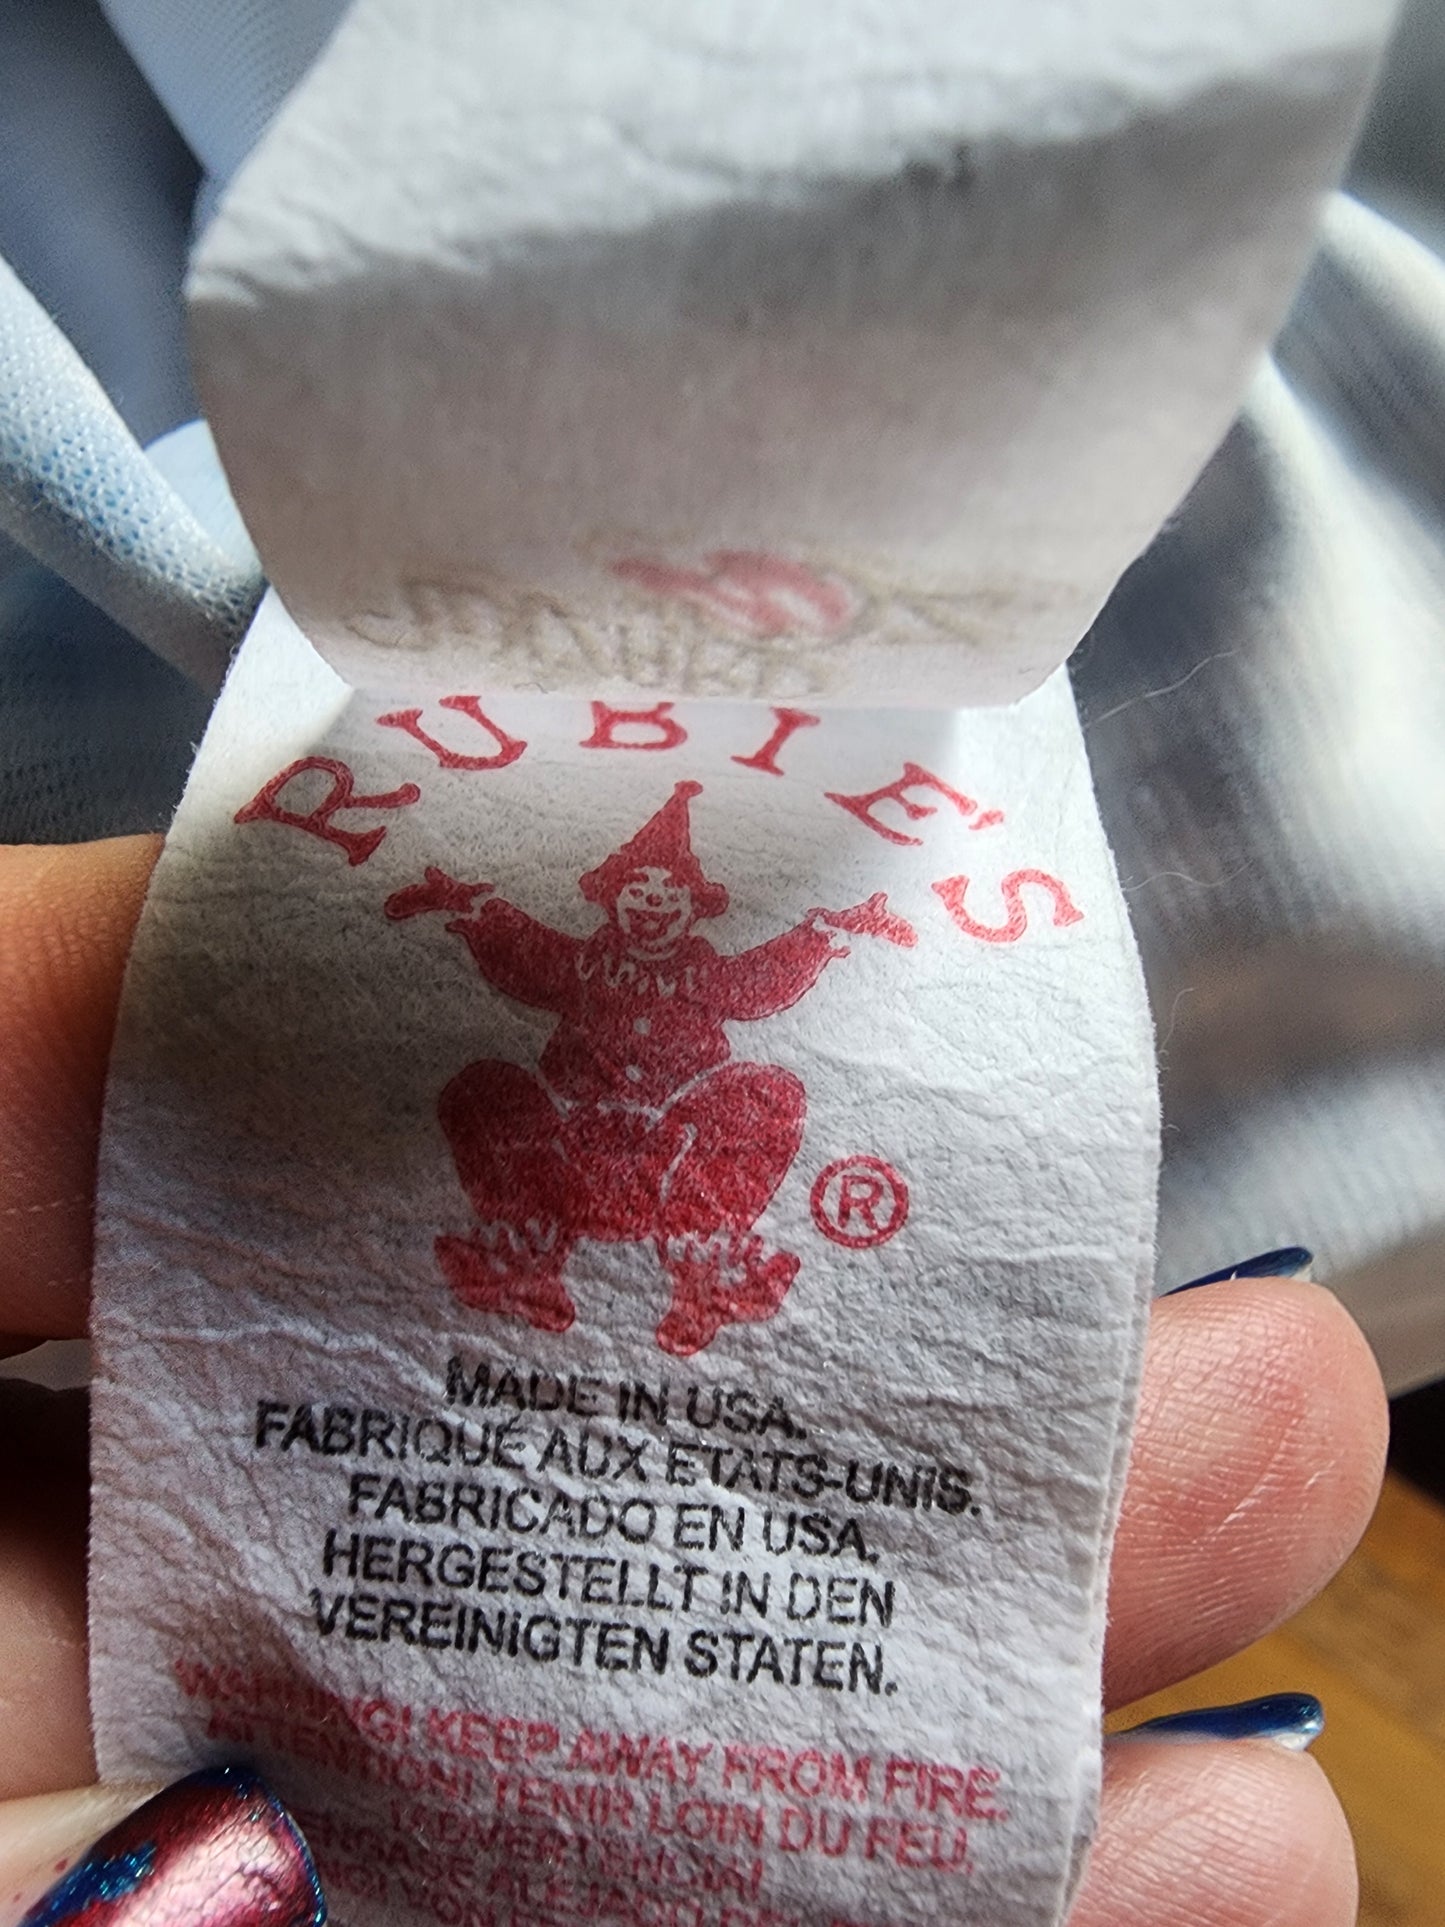 RUBIE'S
®
MADE IN USA.
FABRIQUÉ AUX ETATS-UNIS.
FABRICADO EN USA.
HERGESTELLT IN DEN
VEREINIGTEN STATEN.
WARNING! KEEP AWAY FROM FIRE.
ATTENTION! TENIR LOIN DU FEU.
!ADVERTENCIA!